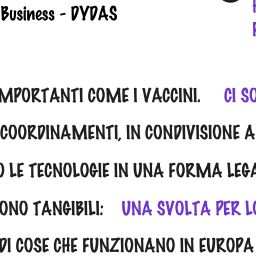 Business - DYDAS
MPORTANTI COME I VACCINI. CI SO
COORDINAMENTI, IN CONDIVISIONE A
O LE TECNOLOGIE IN UNA FORMA LEGA
ONO TANGIBILI: UNA SVOLTA PER LO
DI COSE CHE FUNZIONANO IN EUROPA